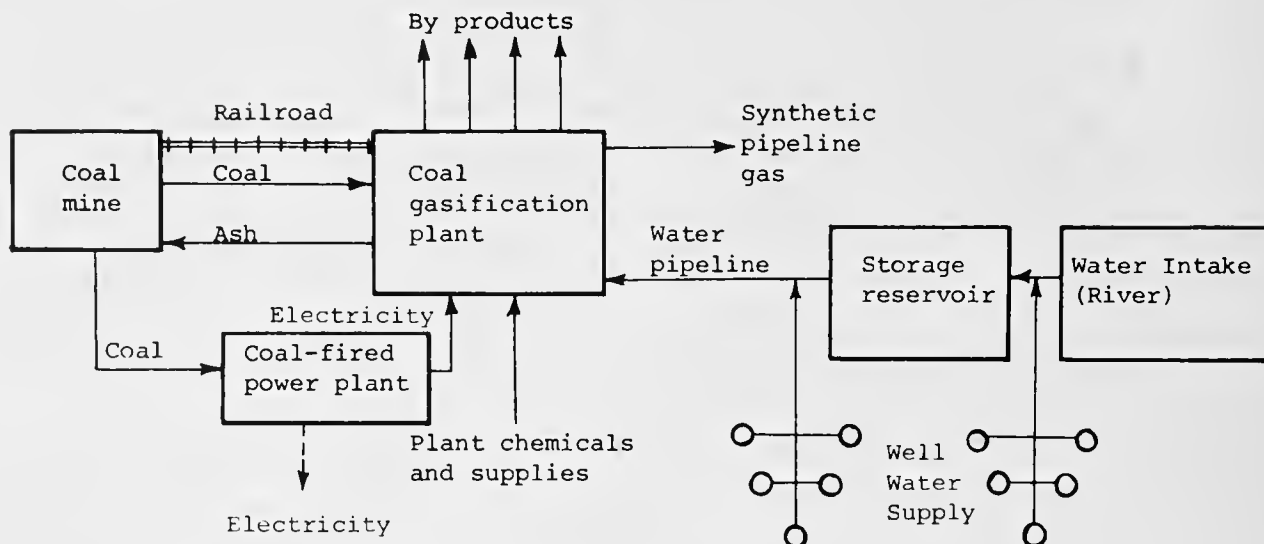 By products
Railroad
Synthetic
pipeline
gas
Coal
mine
Coal
Coal
gasification
plant
Ash
Water
pipeline
Storage
reservoir
Water Intake
(River)
Electricity
Coal
Coal-fired
power plant
Plant chemicals
and supplies
Well
Water
Supply
Electricity